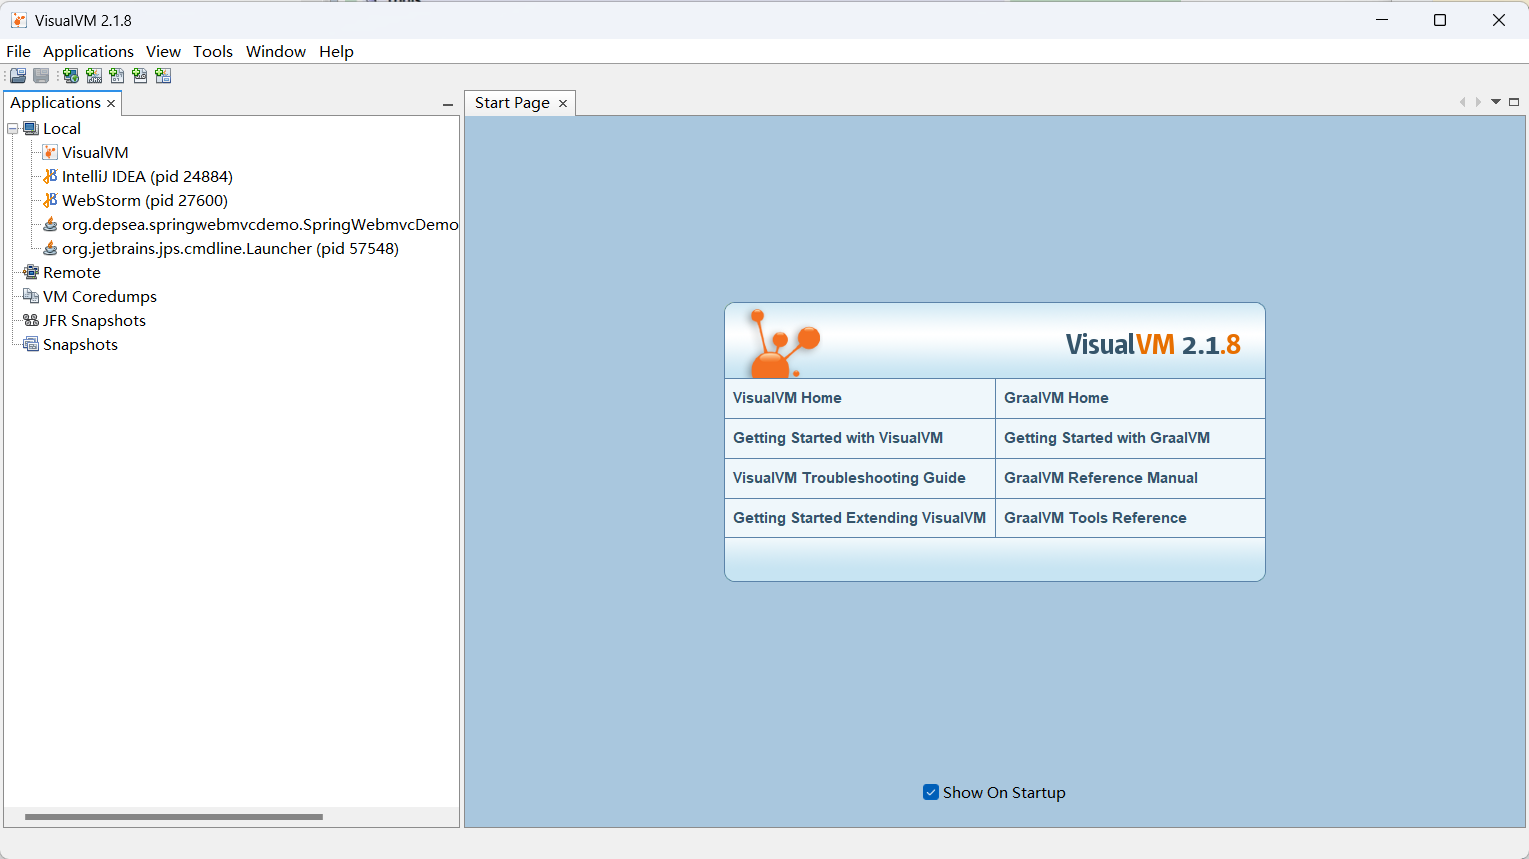 VisualVM 2.1.8
File Applications View Tools Window Help
Applications
Start Page
Local
VisualVM
IntelliJ IDEA (pid 24884)
WebStorm (pid 27600)
org.depsea.springwebmvcdemo.SpringWebmvcDemo
org.jetbrains.jps.cmdline.Launcher (pid 57548)
Remote
VM Coredumps
JFR Snapshots
Snapshots
VisualVM 2.1.8
VisualVM Home
GraalVM Home
Getting Started with VisualVM
Getting Started with GraalVM
VisualVM Troubleshooting Guide
GraalVM Reference Manual
Getting Started Extending VisualVM
GraalVM Tools Reference
Show On Startup